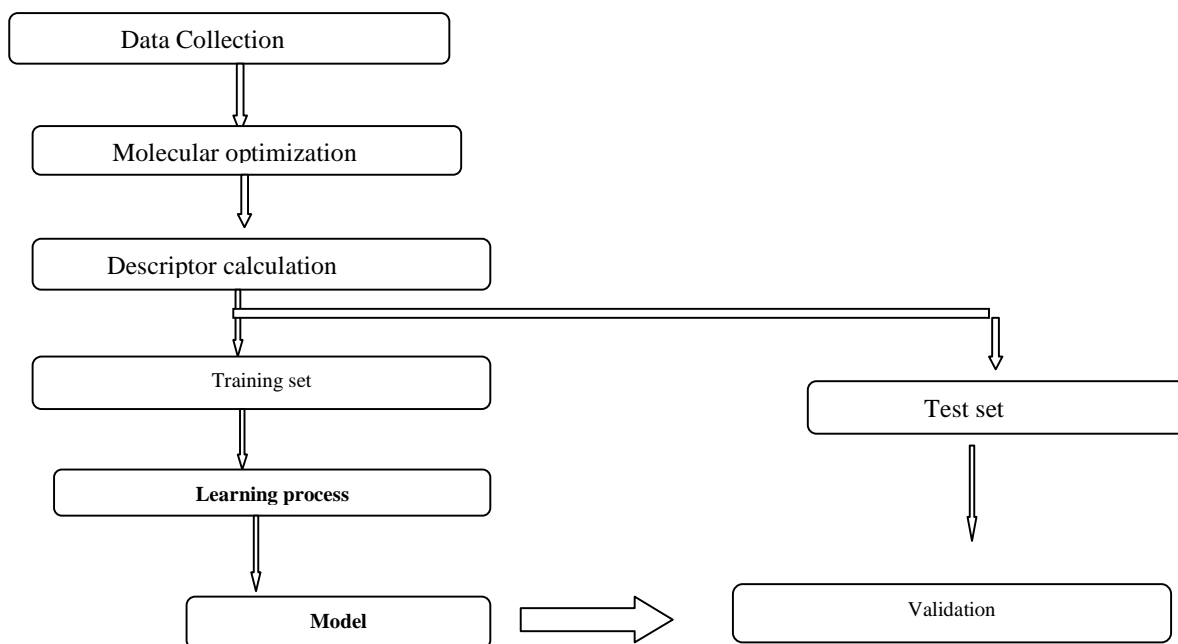 Data Collection
Molecular optimization
Descriptor calculation
Training set
Test set
Learning process
Model
Validation